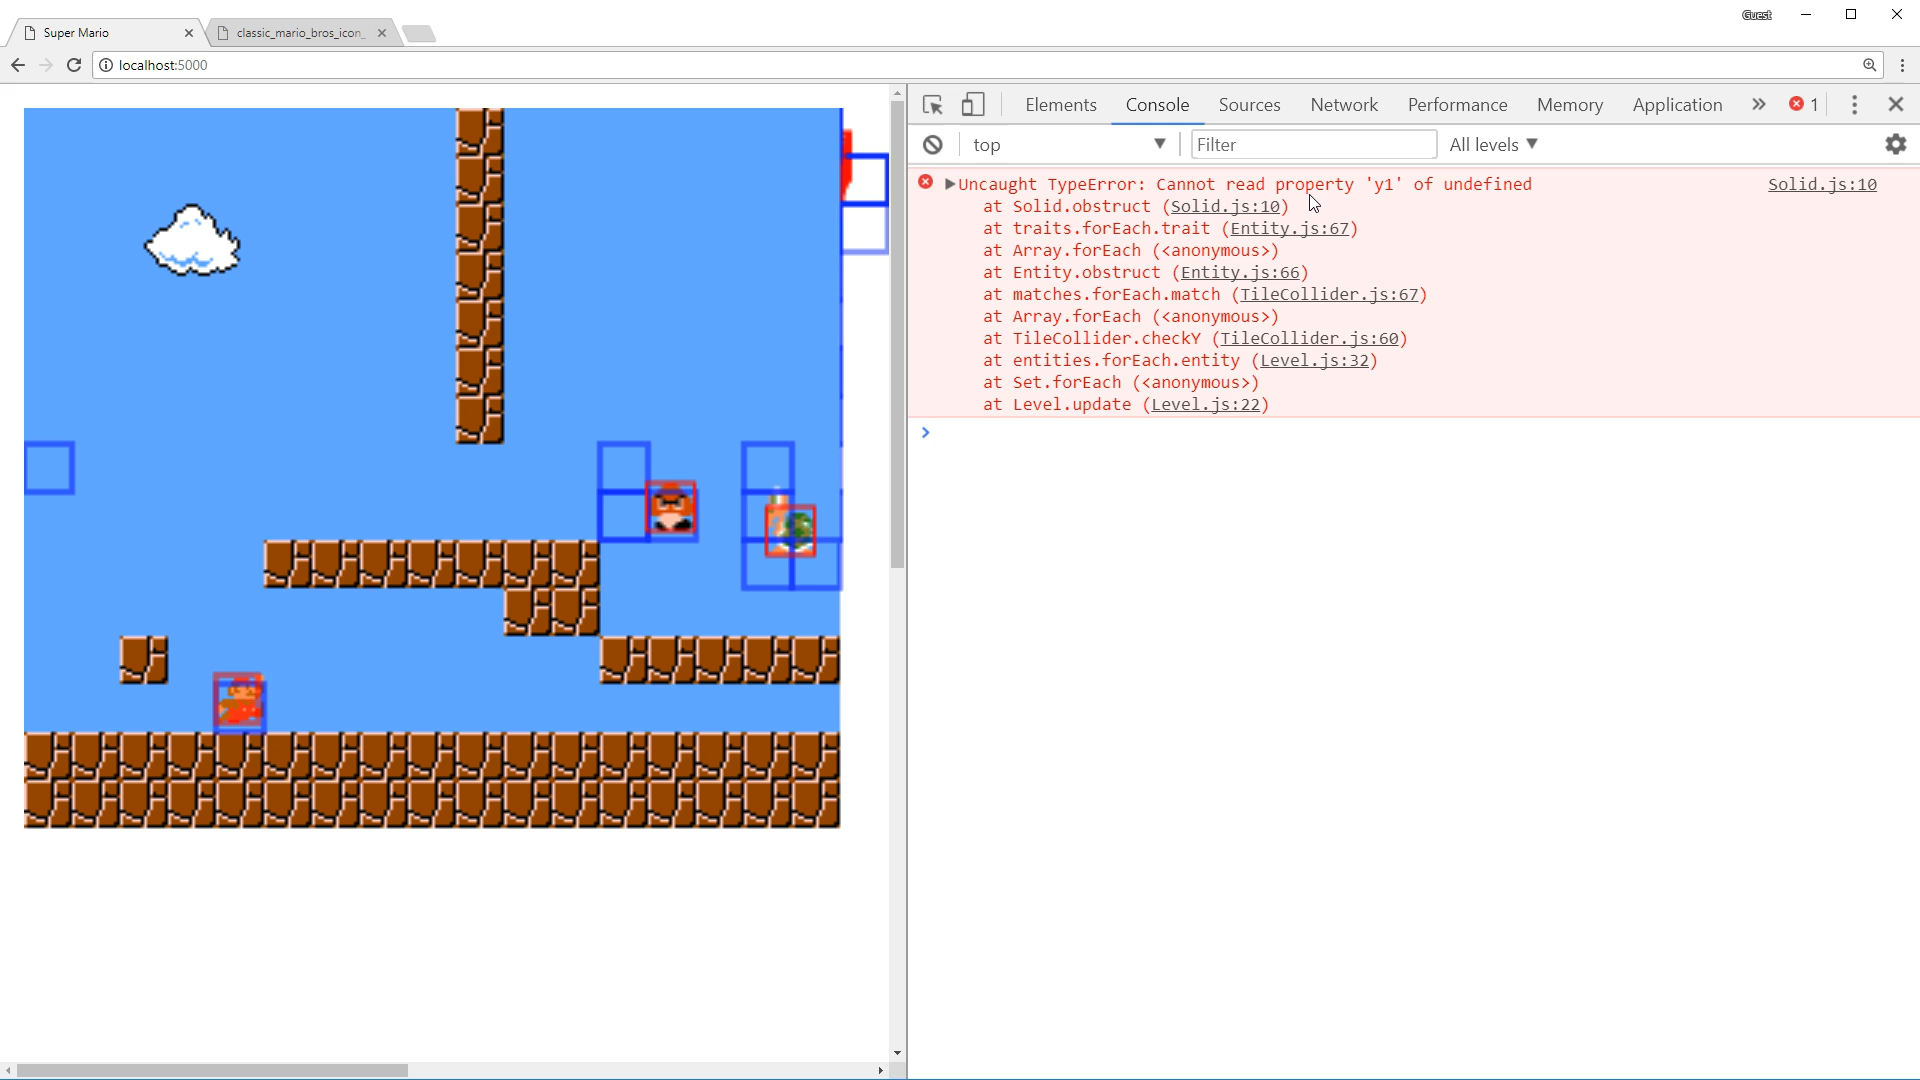 Guest
Super Mario
classic_mario_bros_icon_
localhost:5000
Elements Console Sources Network Performance Memory Application » 1
top Filter All levels
Uncaught TypeError: Cannot read property 'y1' of undefined Solid.js:10
at Solid.obstruct (Solid.js:10)
at traits.forEach.trait (Entity.js:67)
at Array.forEach (<anonymous>)
at Entity.obstruct (Entity.js:66)
at matches.forEach.match (TileCollider.js:67)
at Array.forEach (<anonymous>)
at TileCollider.checkY (TileCollider.js:60)
at entities.forEach.entity (Level.js:32)
at Set.forEach (<anonymous>)
at Level.update (Level.js:22)